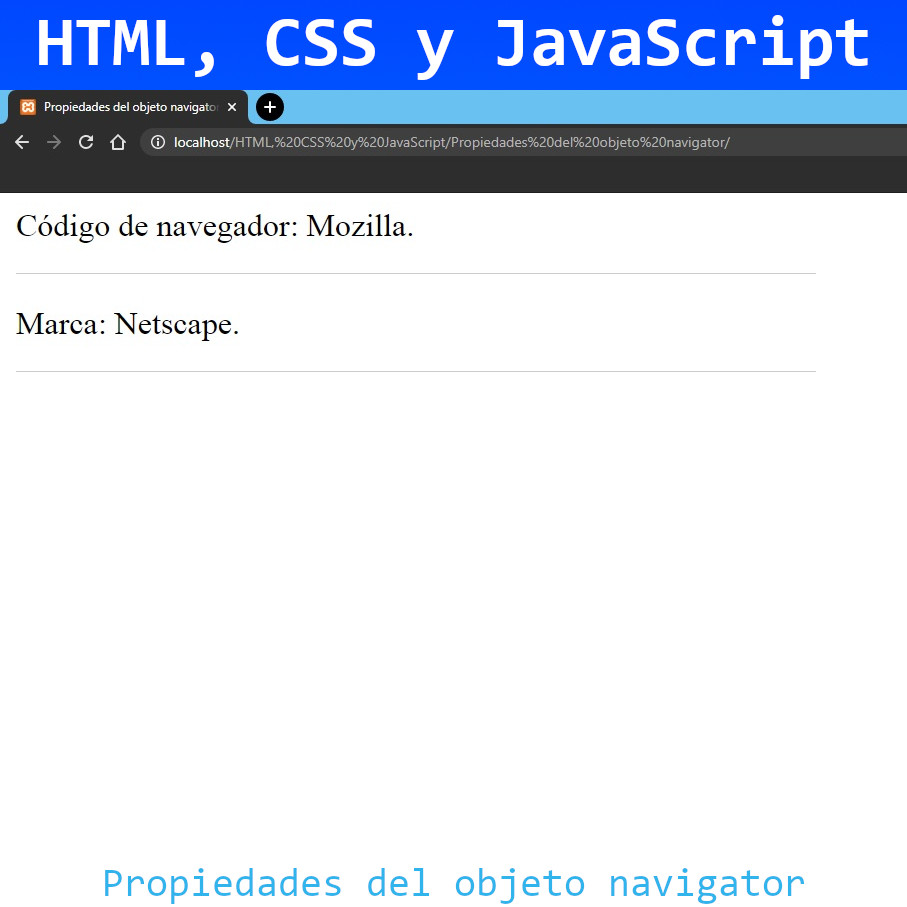 HTML, CSS y JavaScript
Propiedades del objeto navigato
localhost/HTML,%20CSS%20y%20JavaScript/Propiedades%20del%20objeto%20navigator/
Código de navegador: Mozilla.
Marca: Netscape.
Propiedades del objeto navigator